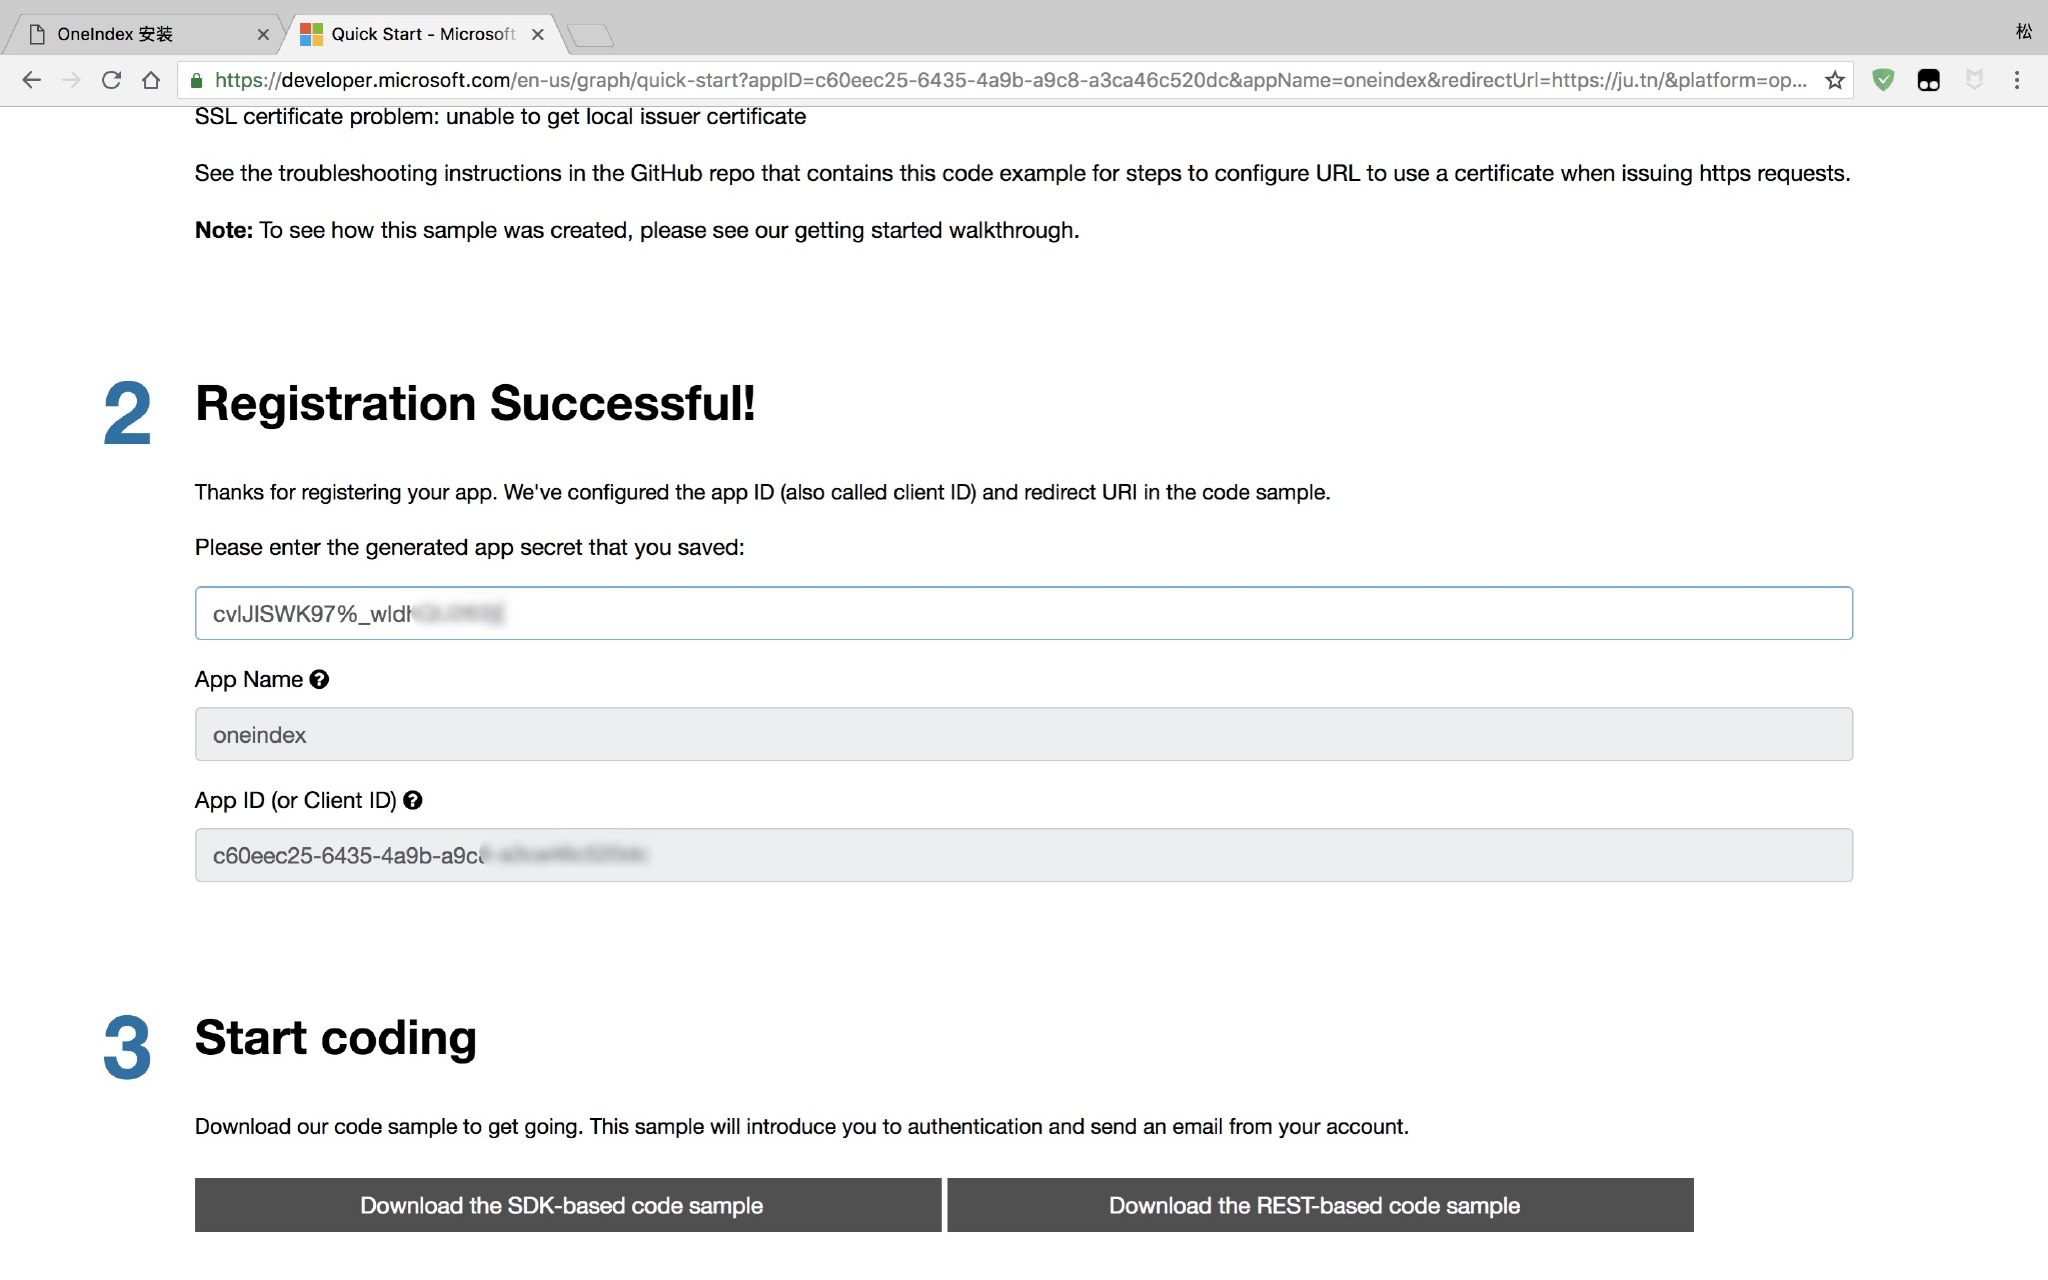 OneIndex 安装
Quick Start - Microsoft
松
https://developer.microsoft.com/en-us/graph/quick-start?appID=c60eec25-6435-4a9b-a9c8-a3ca46c520dc&appName=oneindex&redirectUrl=https://ju.tn/&platform=op...
SSL certificate problem: unable to get local issuer certificate
See the troubleshooting instructions in the GitHub repo that contains this code example for steps to configure URL to use a certificate when issuing https requests.
Note: To see how this sample was created, please see our getting started walkthrough.
2 Registration Successful!
Thanks for registering your app. We've configured the app ID (also called client ID) and redirect URI in the code sample.
Please enter the generated app secret that you saved:
App Name
oneindex
App ID (or Client ID)
c60eec25-6435-4a9b-a9c
3 Start coding
Download our code sample to get going. This sample will introduce you to authentication and send an email from your account.
Download the SDK-based code sample
Download the REST-based code sample